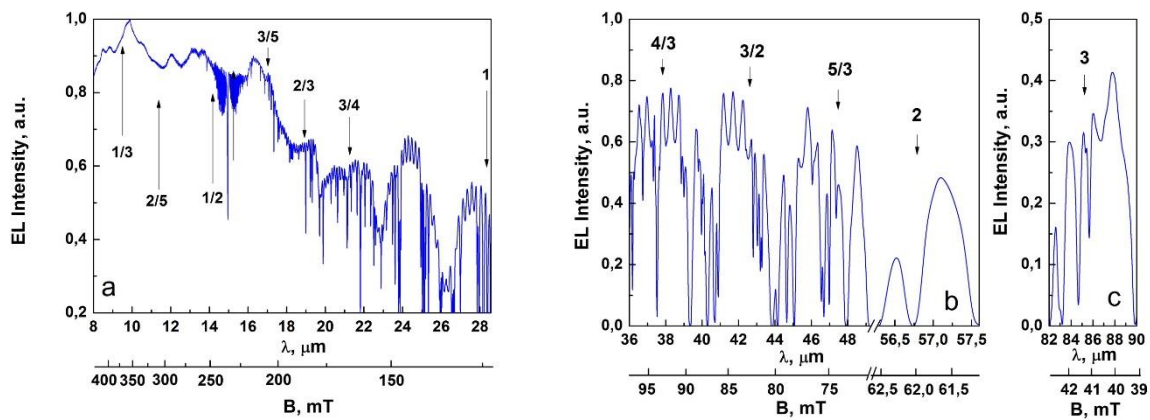 EL Intensity, a.u.
1,0
0,8
0,6
0,4
0,2
1/3
2/5
1/2
3/5
2/3
3/4
1
a
8 10 12 14 16 18 20 22 24 26 28
λ, μm
400 350 300 250 200 150
B, mT
EL Intensity, a.u.
1,0
0,8
0,6
0,4
0,2
0,0
4/3
3/2
5/3
2
b
36 38 40 42 44 46 48 56,5 57,0 57,5
λ, μm
95 90 85 80 75 62,5 62,0 61,5
B, mT
EL Intensity, a.u.
0,5
0,4
0,3
0,2
0,1
0,0
3
c
82 84 86 88 90
λ, μm
42 41 40 39
B, mT